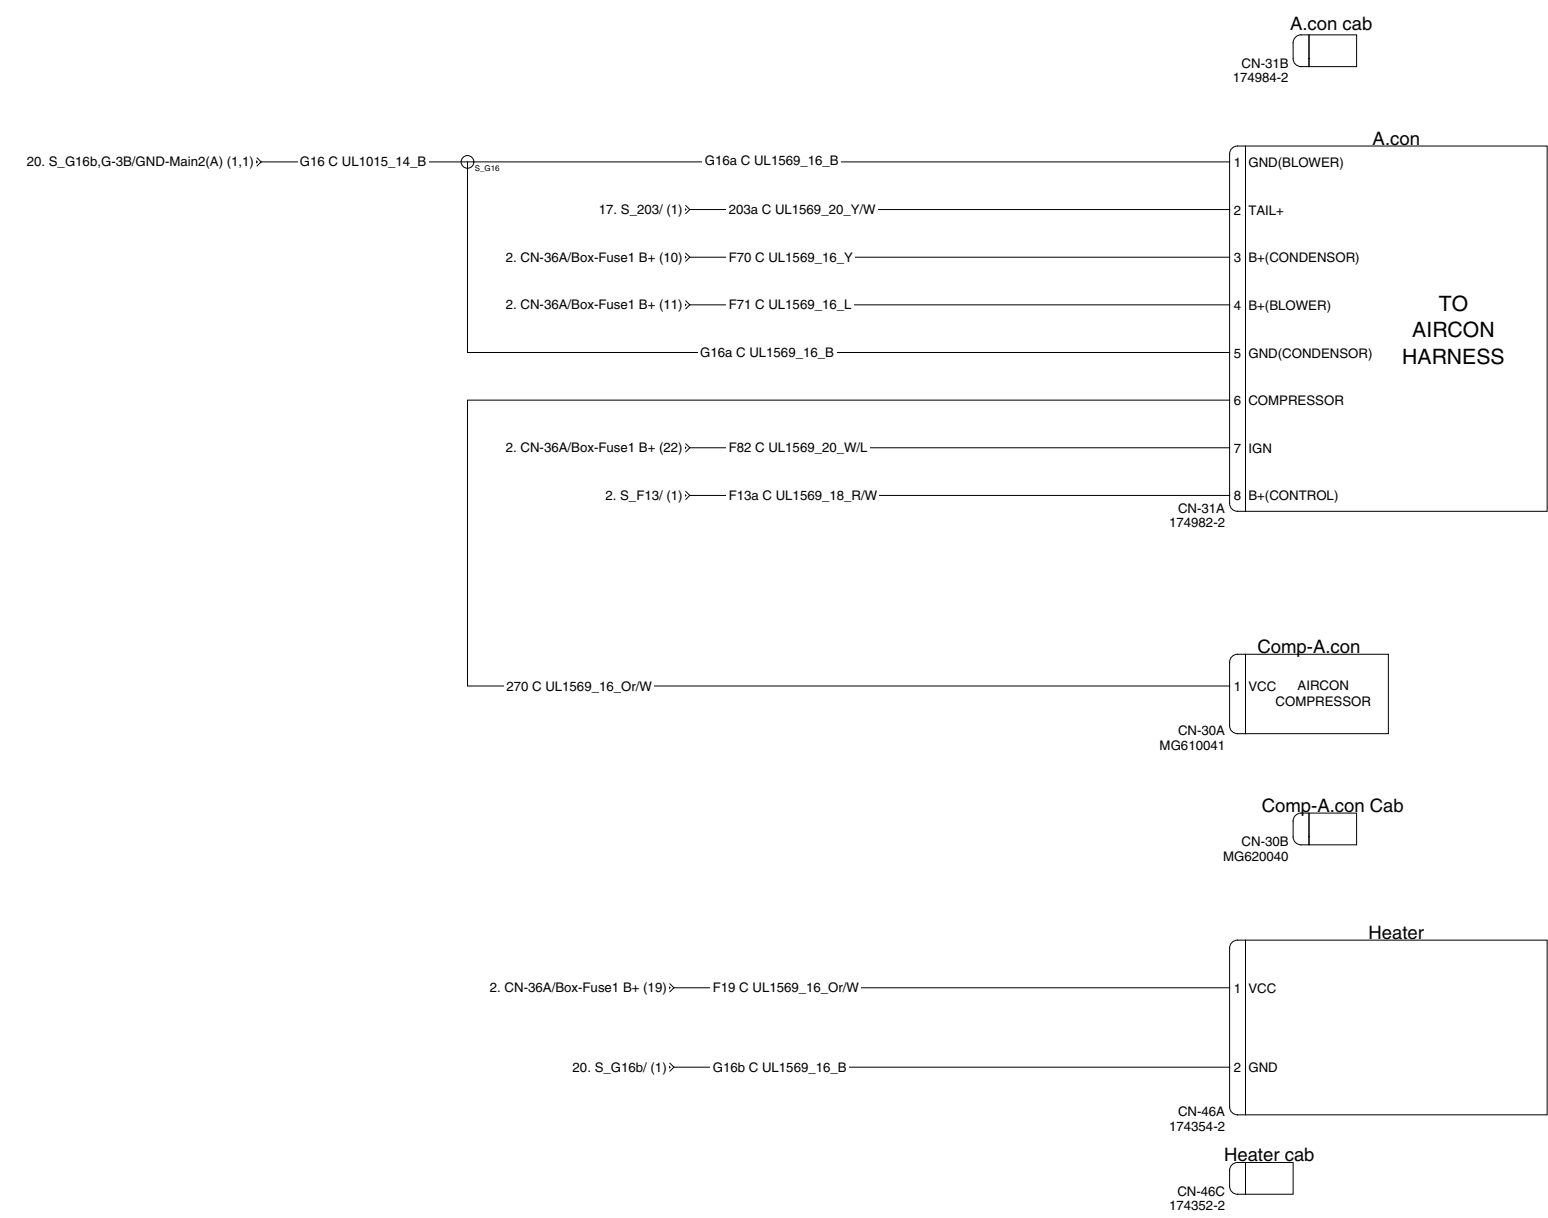 A.con cab
CN-31B
174984-2
A.con
20. S_G16b,G-3B/GND-Main2(A) (1,1) G16 C UL1015_14_B S_G16 G16a C UL1569_16_B 1 GND(BLOWER)
17. S_203/ (1) 203a C UL1569_20_Y/W 2 TAIL+
2. CN-36A/Box-Fuse1 B+ (10) F70 C UL1569_16_Y 3 B+(CONDENSOR)
2. CN-36A/Box-Fuse1 B+ (11) F71 C UL1569_16_L 4 B+(BLOWER)
G16a C UL1569_16_B 5 GND(CONDENSOR)
6 COMPRESSOR
2. CN-36A/Box-Fuse1 B+ (22) F82 C UL1569_20_W/L 7 IGN
2. S_F13/ (1) F13a C UL1569_18_R/W 8 B+(CONTROL)
TO
AIRCON
HARNESS
CN-31A
174982-2
Comp-A.con
270 C UL1569_16_Or/W 1 VCC AIRCON
COMPRESSOR
CN-30A
MG610041
Comp-A.con Cab
CN-30B
MG620040
Heater
2. CN-36A/Box-Fuse1 B+ (19) F19 C UL1569_16_Or/W 1 VCC
20. S_G16b/ (1) G16b C UL1569_16_B 2 GND
CN-46A
174354-2
Heater cab
CN-46C
174352-2